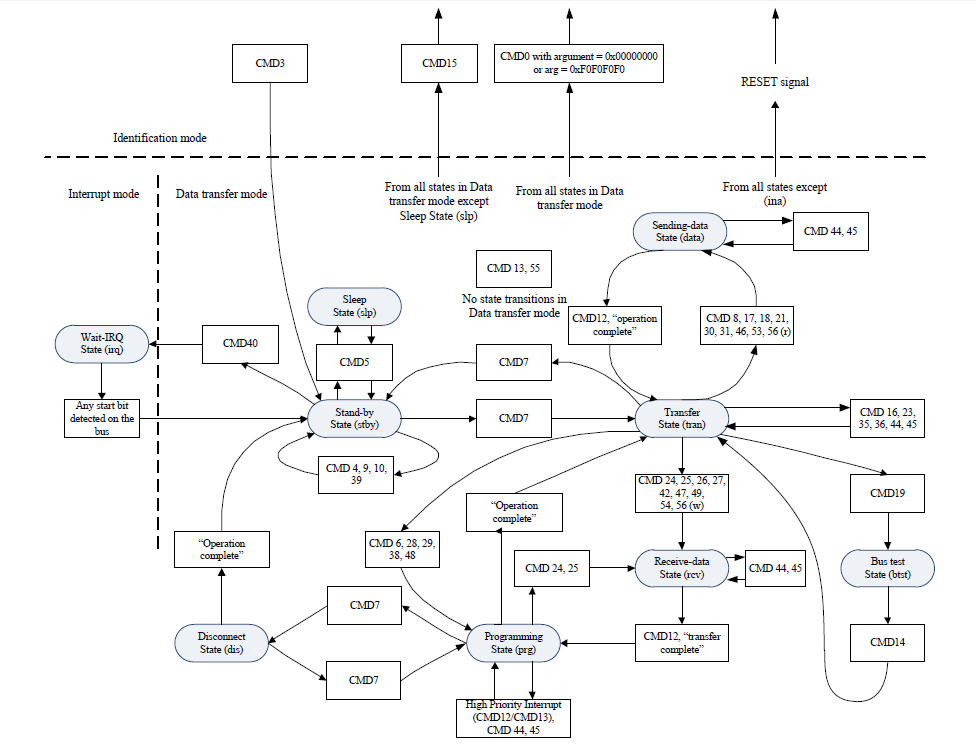 CMD3
CMD15
CMD0 with argument = 0x00000000
or arg = 0xF0F0F0F0
RESET signal
Identification mode
Interrupt mode
Data transfer mode
From all states in Data
transfer mode except
Sleep State (slp)
From all states in Data
transfer mode
From all states except
(ina)
Sending-data
State (data)
CMD 44, 45
CMD 13, 55
No state transitions in
Data transfer mode
Sleep
State (slp)
CMD12, “operation
complete”
CMD 8, 17, 18, 21,
30, 31, 46, 53, 56 (r)
Wait-IRQ
State (irq)
CMD40
CMD5
CMD7
Any start bit
detected on the
bus
Stand-by
State (stby)
CMD7
Transfer
State (tran)
CMD 16, 23,
35, 36, 44, 45
CMD 4, 9, 10,
39
CMD 24, 25, 26, 27,
42, 47, 49,
54, 56 (w)
CMD19
“Operation
complete”
“Operation
complete”
CMD 6, 28, 29,
38, 48
CMD 24, 25
Receive-data
State (rcv)
CMD 44, 45
Bus test
State (btst)
CMD7
Disconnect
State (dis)
Programming
State (prg)
CMD12, “transfer
complete”
CMD14
CMD7
High Priority Interrupt
(CMD12/CMD13),
CMD 44, 45